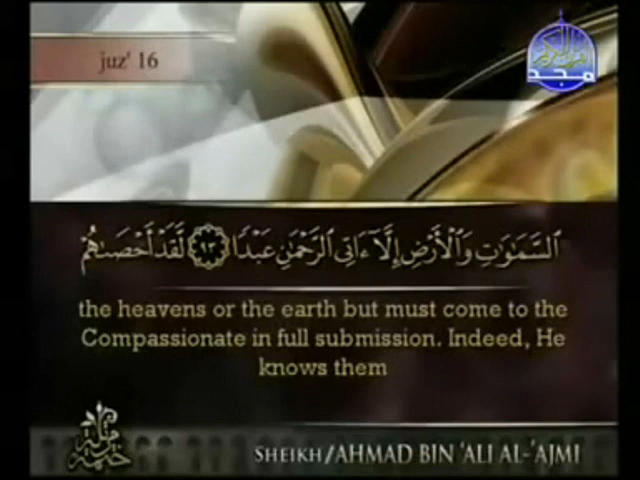 juz' 16
مجد
السَّمَٰوَٰتِ وَٱلْأَرْضِ إِلَّآ ءَاتِى ٱلرَّحْمَٰنِ عَبْدًا ٩٣ لَّقَدْ أَحْصَىٰهُمْ
the heavens or the earth but must come to the
Compassionate in full submission. Indeed, He
knows them
SHEIKH/AHMAD BIN 'ALI AL-'AJMI